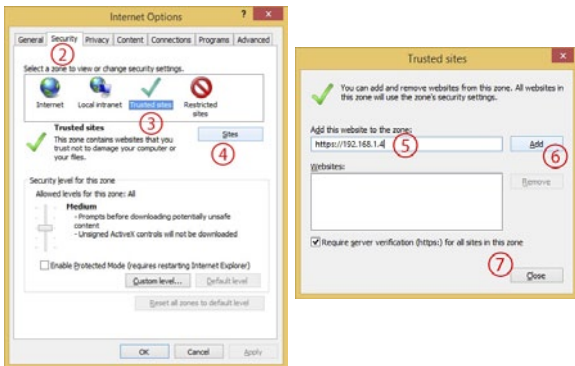 Internet Options
? x
General Security Privacy Content Connections Programs Advanced
2
Select a zone to view or change security settings.
Internet Local intranet Trusted sites Restricted
sites
3
Trusted sites
This zone contains websites that you
trust not to damage your computer or
your files.
Sites
4
Security level for this zone
Allowed levels for this zone: All
Medium
- Prompts before downloading potentially unsafe
content
- Unsigned ActiveX controls will not be downloaded
Enable Protected Mode (requires restarting Internet Explorer)
Custom level... Default level
Reset all zones to default level
OK Cancel Apply
Trusted sites
x
You can add and remove websites from this zone. All websites in
this zone will use the zone's security settings.
Add this website to the zone:
https://192.168.1.4
5
Add
6
Websites:
Remove
Require server verification (https:) for all sites in this zone
7
Close